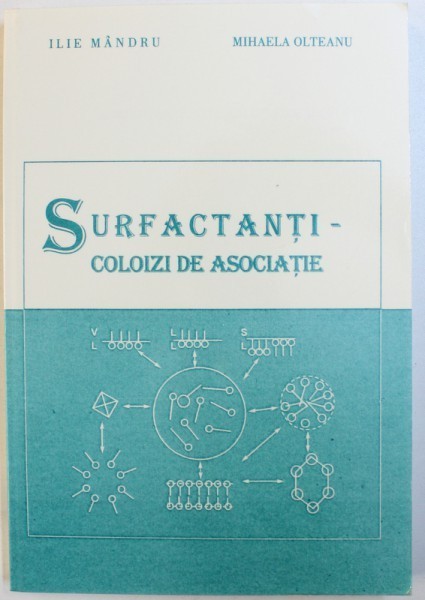 ILIE MÂNDRU MIHAELA OLTEANU
SURFACTANȚI -
COLOIZI DE ASOCIAȚIE
V L L S
L L L